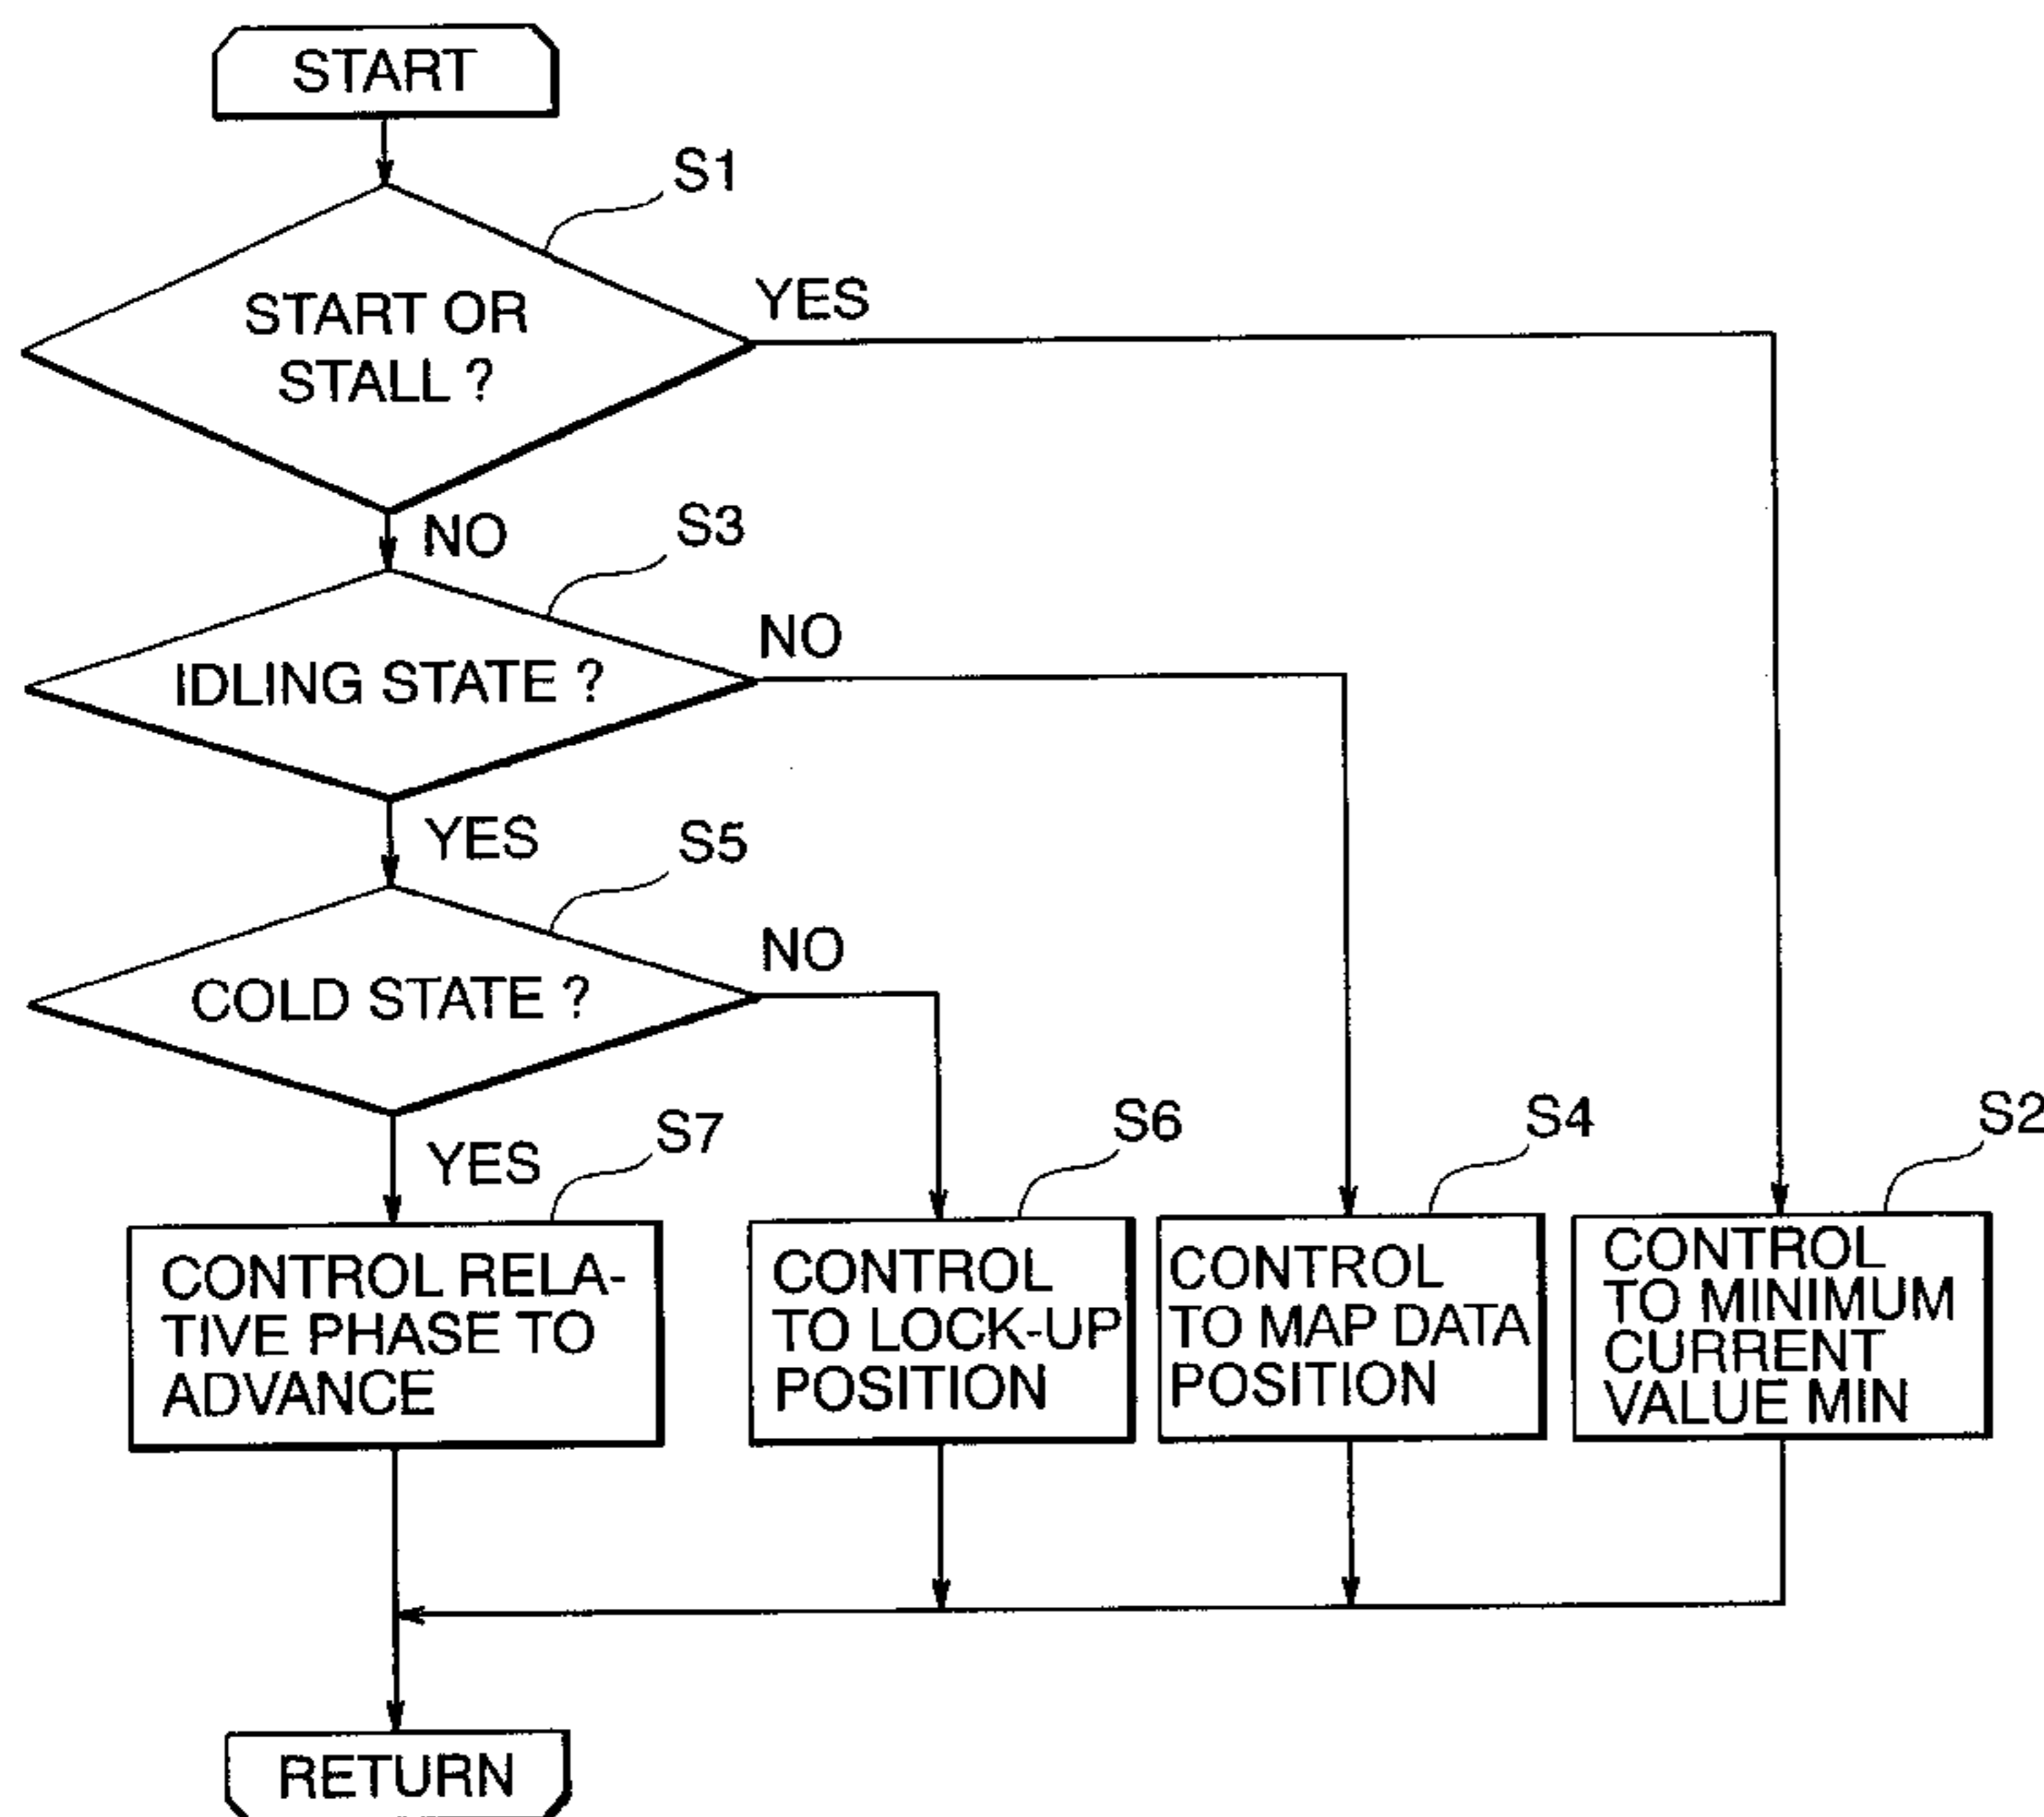 START
S1
START OR
STALL ?
YES
NO
S3
IDLING STATE ?
NO
YES
S5
COLD STATE ?
NO
YES
S7
CONTROL RELA-
TIVE PHASE TO
ADVANCE
S6
CONTROL
TO LOCK-UP
POSITION
S4
CONTROL
TO MAP DATA
POSITION
S2
CONTROL
TO MINIMUM
CURRENT
VALUE MIN
RETURN